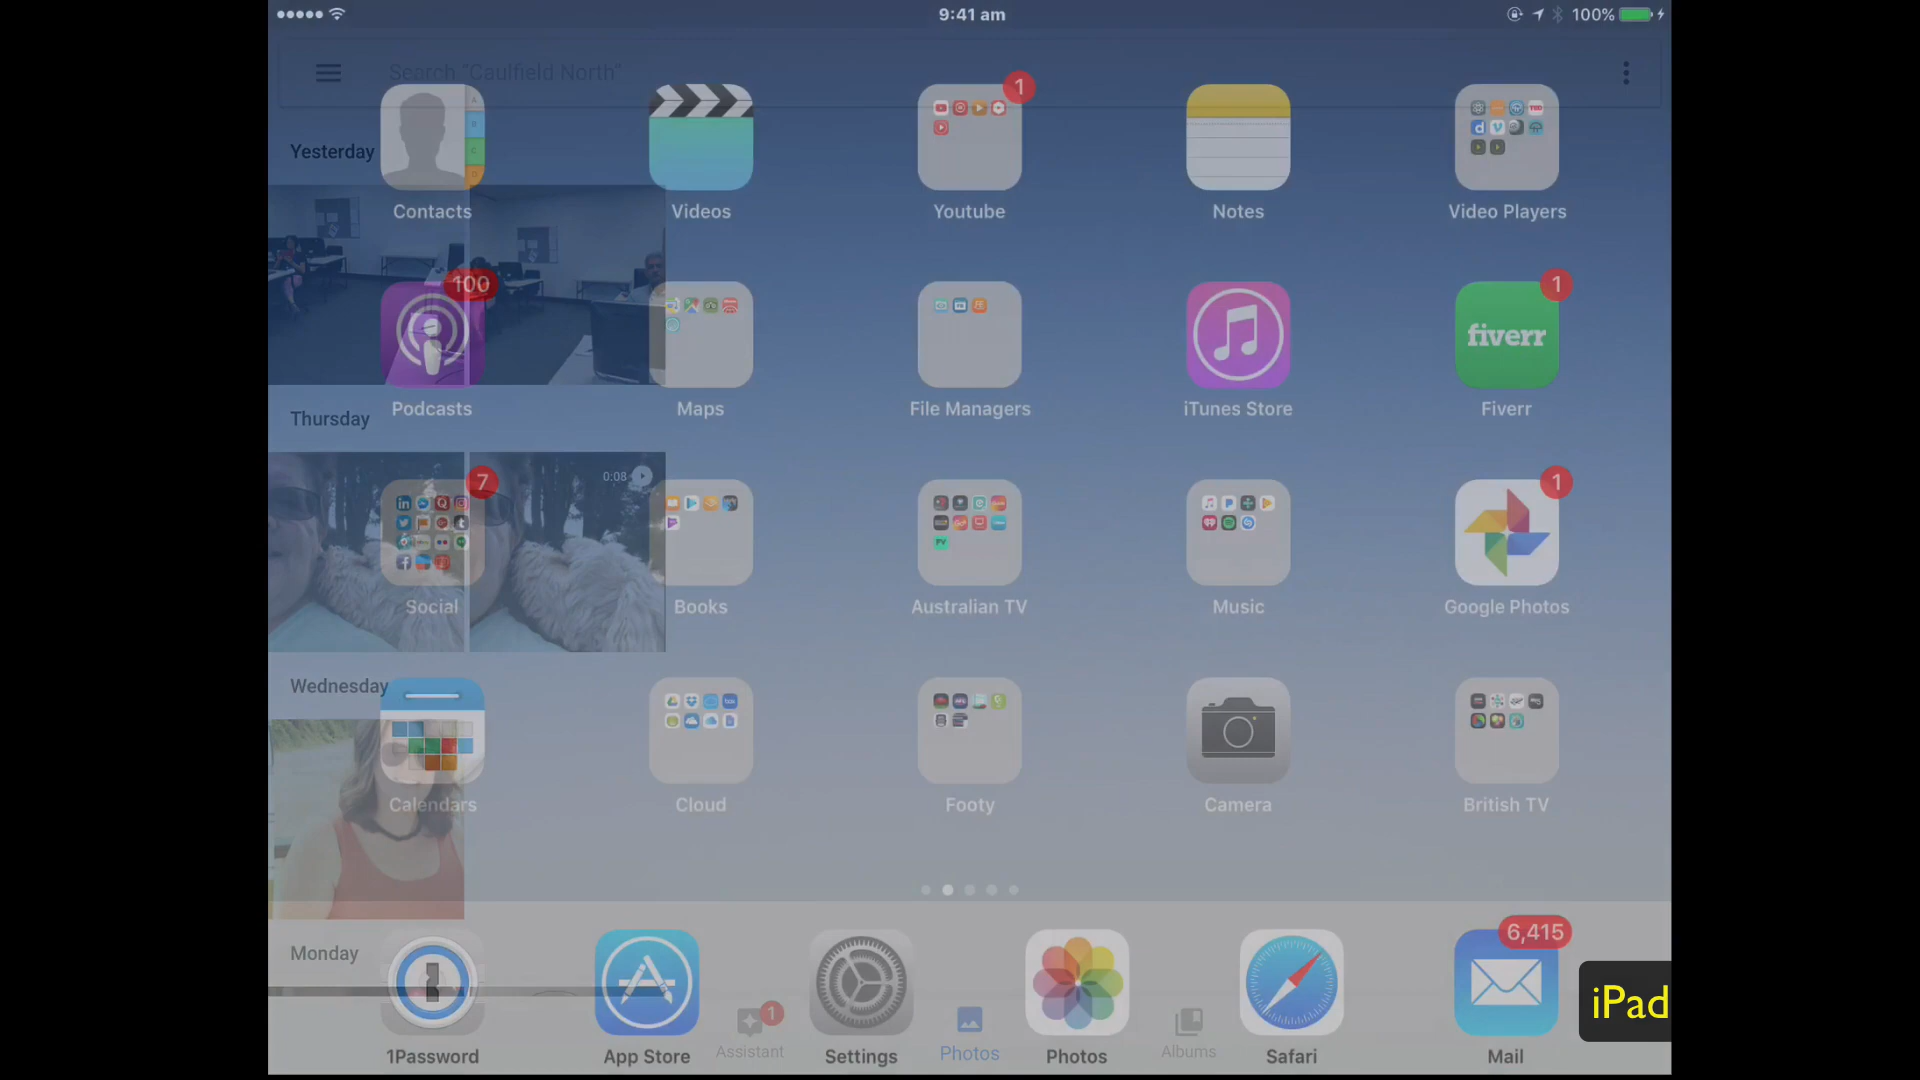 9:41 am
100%
Search "Caulfield North"
1
Yesterday
TED
Contacts
Videos
Youtube
Notes
Video Players
100
1
fiverr
Podcasts
Maps
File Managers
iTunes Store
Fiverr
Thursday
7
0:08
1
PV
Social
Books
Australian TV
Music
Google Photos
Wednesday
Calendars
Cloud
Footy
Camera
British TV
6,415
Monday
iPad
1
Assistant
Photos
Albums
1Password
App Store
Settings
Photos
Safari
Mail